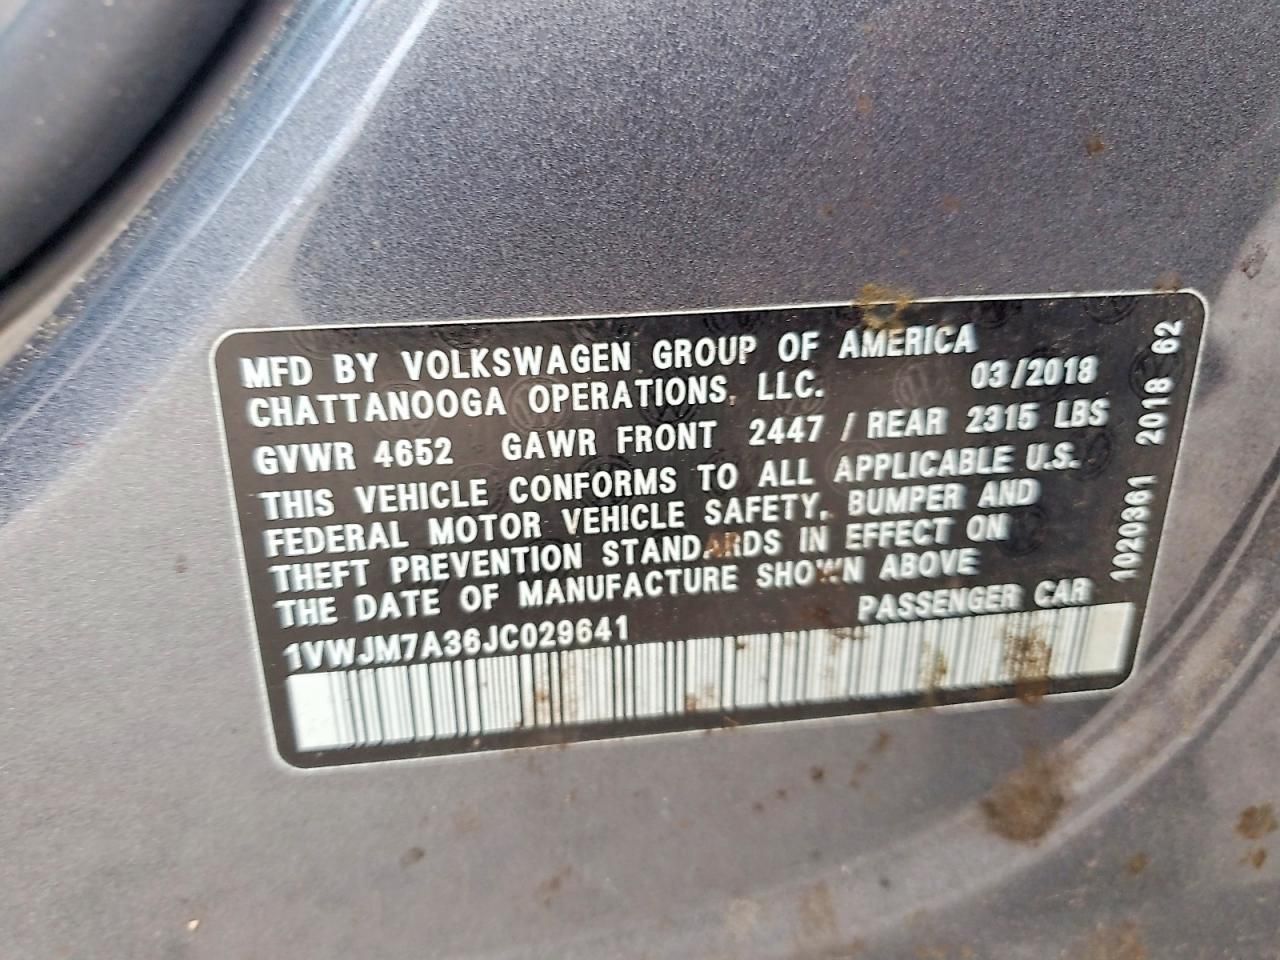 MFD BY VOLKSWAGEN GROUP OF AMERICA
CHATTANOOGA OPERATIONS, LLC. 03/2018
GVWR 4652 GAWR FRONT 2447 / REAR 2315 LBS
THIS VEHICLE CONFORMS TO ALL APPLICABLE U.S.
FEDERAL MOTOR VEHICLE SAFETY, BUMPER AND
THEFT PREVENTION STANDARDS IN EFFECT ON
THE DATE OF MANUFACTURE SHOWN ABOVE
1VWJM7A36JC029641 PASSENGER CAR
1020361 2018 62